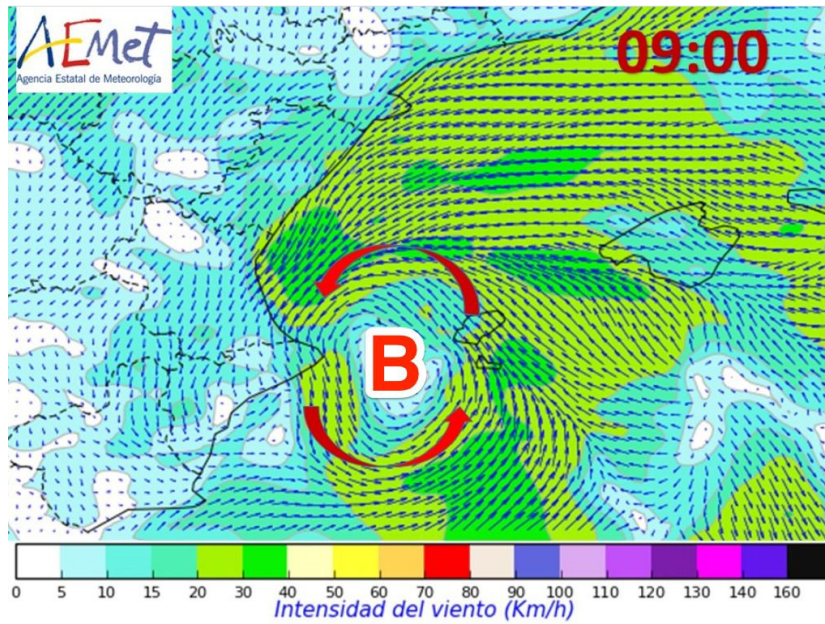 AEmet
Agencia Estatal de Meteorología
09:00
B
0 5 10 15 20 30 40 50 60 70 80 90 100 110 120 130 140 160
Intensidad del viento (Km/h)